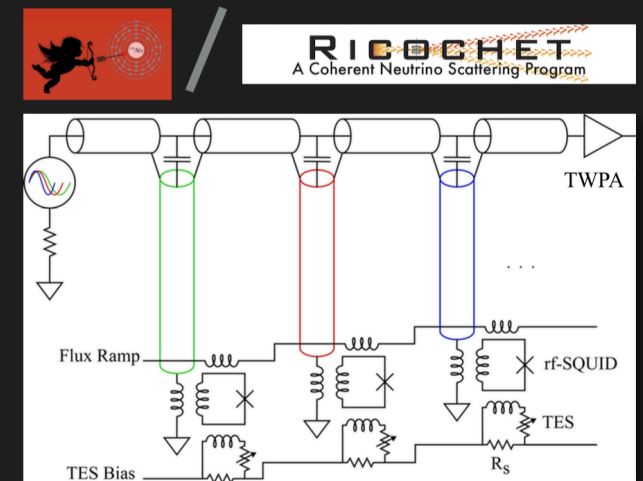 RICOCHET
A Coherent Neutrino Scattering Program
TWPA
. . .
Flux Ramp
rf-SQUID
TES
TES Bias
Rs